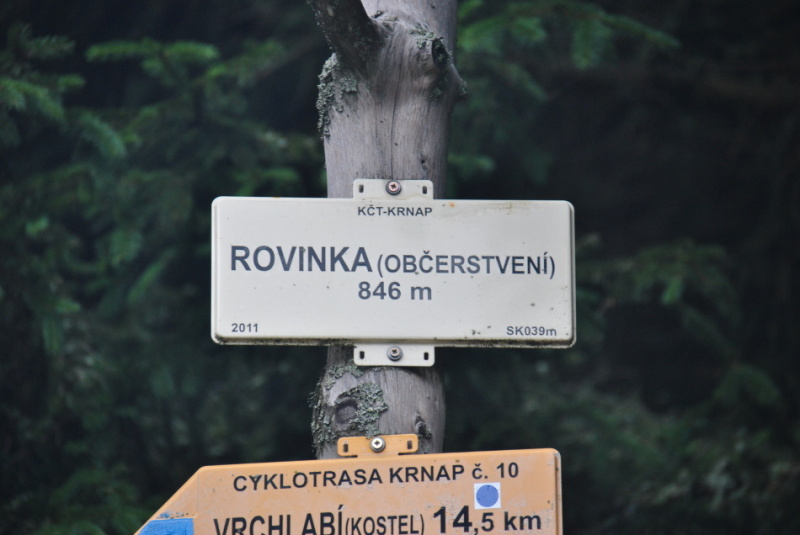 KČT-KRNAP
ROVINKA (OBČERSTVENÍ)
846 m
2011 SK039m
CYKLOTRASA KRNAP č. 10
VRCHLABÍ (KOSTEL) 14,5 km